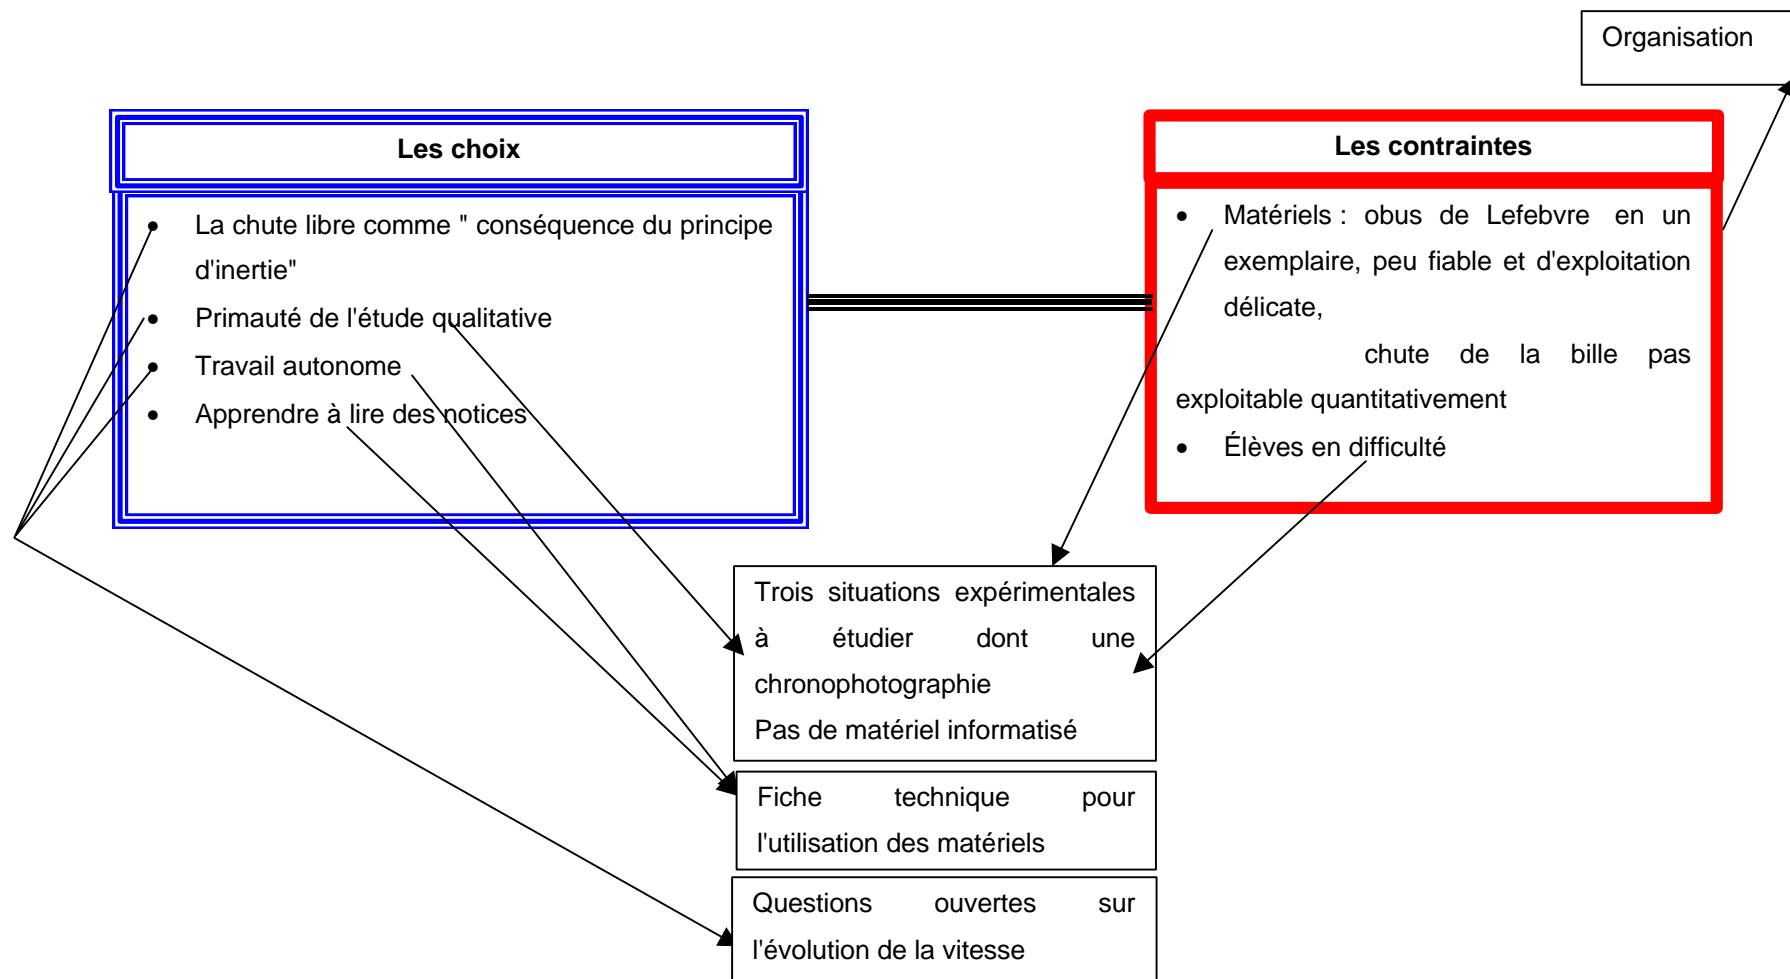 Organisation
Les choix
La chute libre comme " conséquence du principe
d'inertie"
Primauté de l'étude qualitative
Travail autonome
Apprendre à lire des notices
Les contraintes
Matériels : obus de Lefebvre en un
exemplaire, peu fiable et d'exploitation
délicate,
chute de la bille pas
exploitable quantitativement
Élèves en difficulté
Trois situations expérimentales
à étudier dont une
chronophotographie
Pas de matériel informatisé
Fiche technique pour
l'utilisation des matériels
Questions ouvertes sur
l'évolution de la vitesse